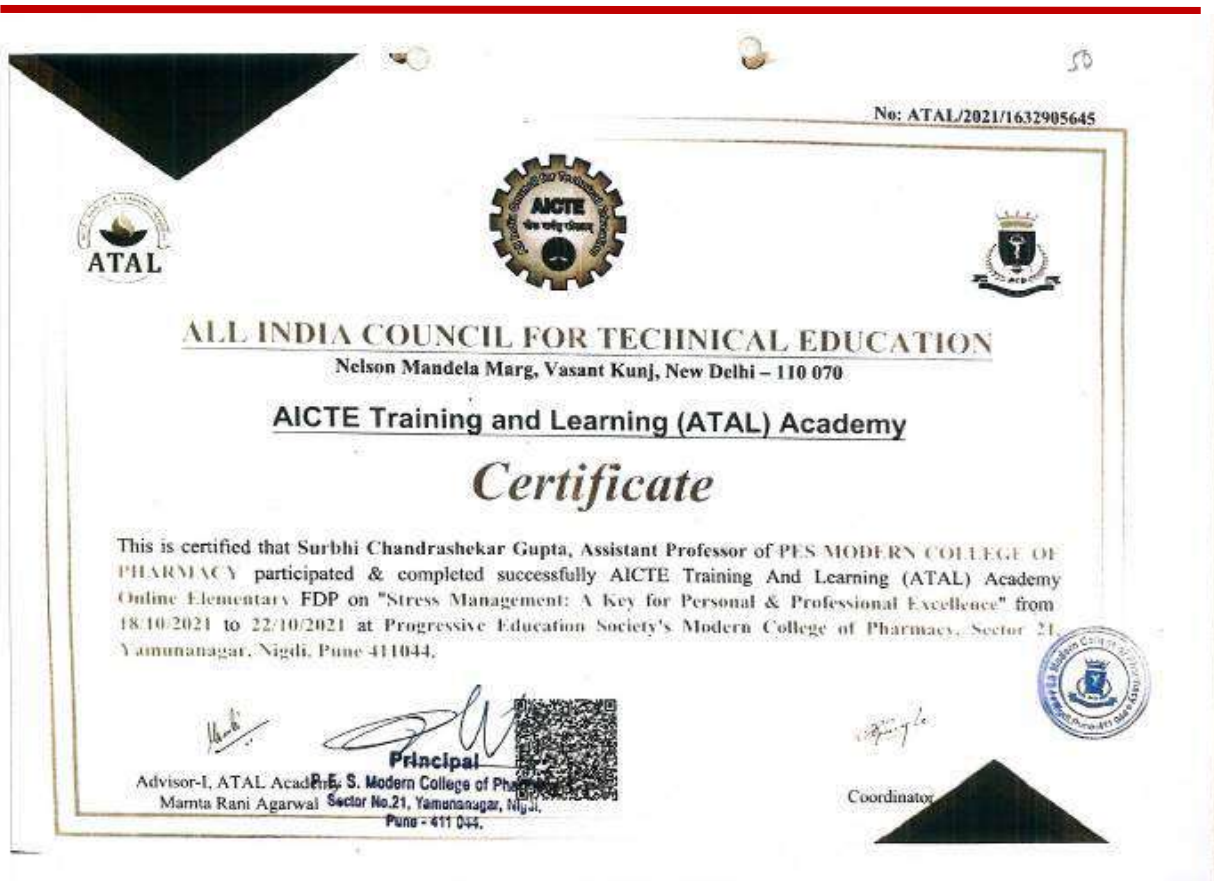 50
No: ATAL/2021/1632905645
ATAL
AICTE
ALL INDIA COUNCIL FOR TECHNICAL EDUCATION
Nelson Mandela Marg, Vasant Kunj, New Delhi – 110 070
AICTE Training and Learning (ATAL) Academy
Certificate
This is certified that Surbhi Chandrashekar Gupta, Assistant Professor of PES MODERN COLLEGE OF
PHARMACY participated & completed successfully AICTE Training And Learning (ATAL) Academy
Online Elementary FDP on "Stress Management: A Key for Personal & Professional Excellence" from
18/10/2021 to 22/10/2021 at Progressive Education Society's Modern College of Pharmacy, Sector 21,
Yamunanagar, Nigdi, Pune 411044.
Principal
P. E. S. Modern College of
Sector No.21, Yamunanagar, Nigdi,
Pune - 411 044.
Advisor-I, ATAL Academy
Mamta Rani Agarwal
Coordinator